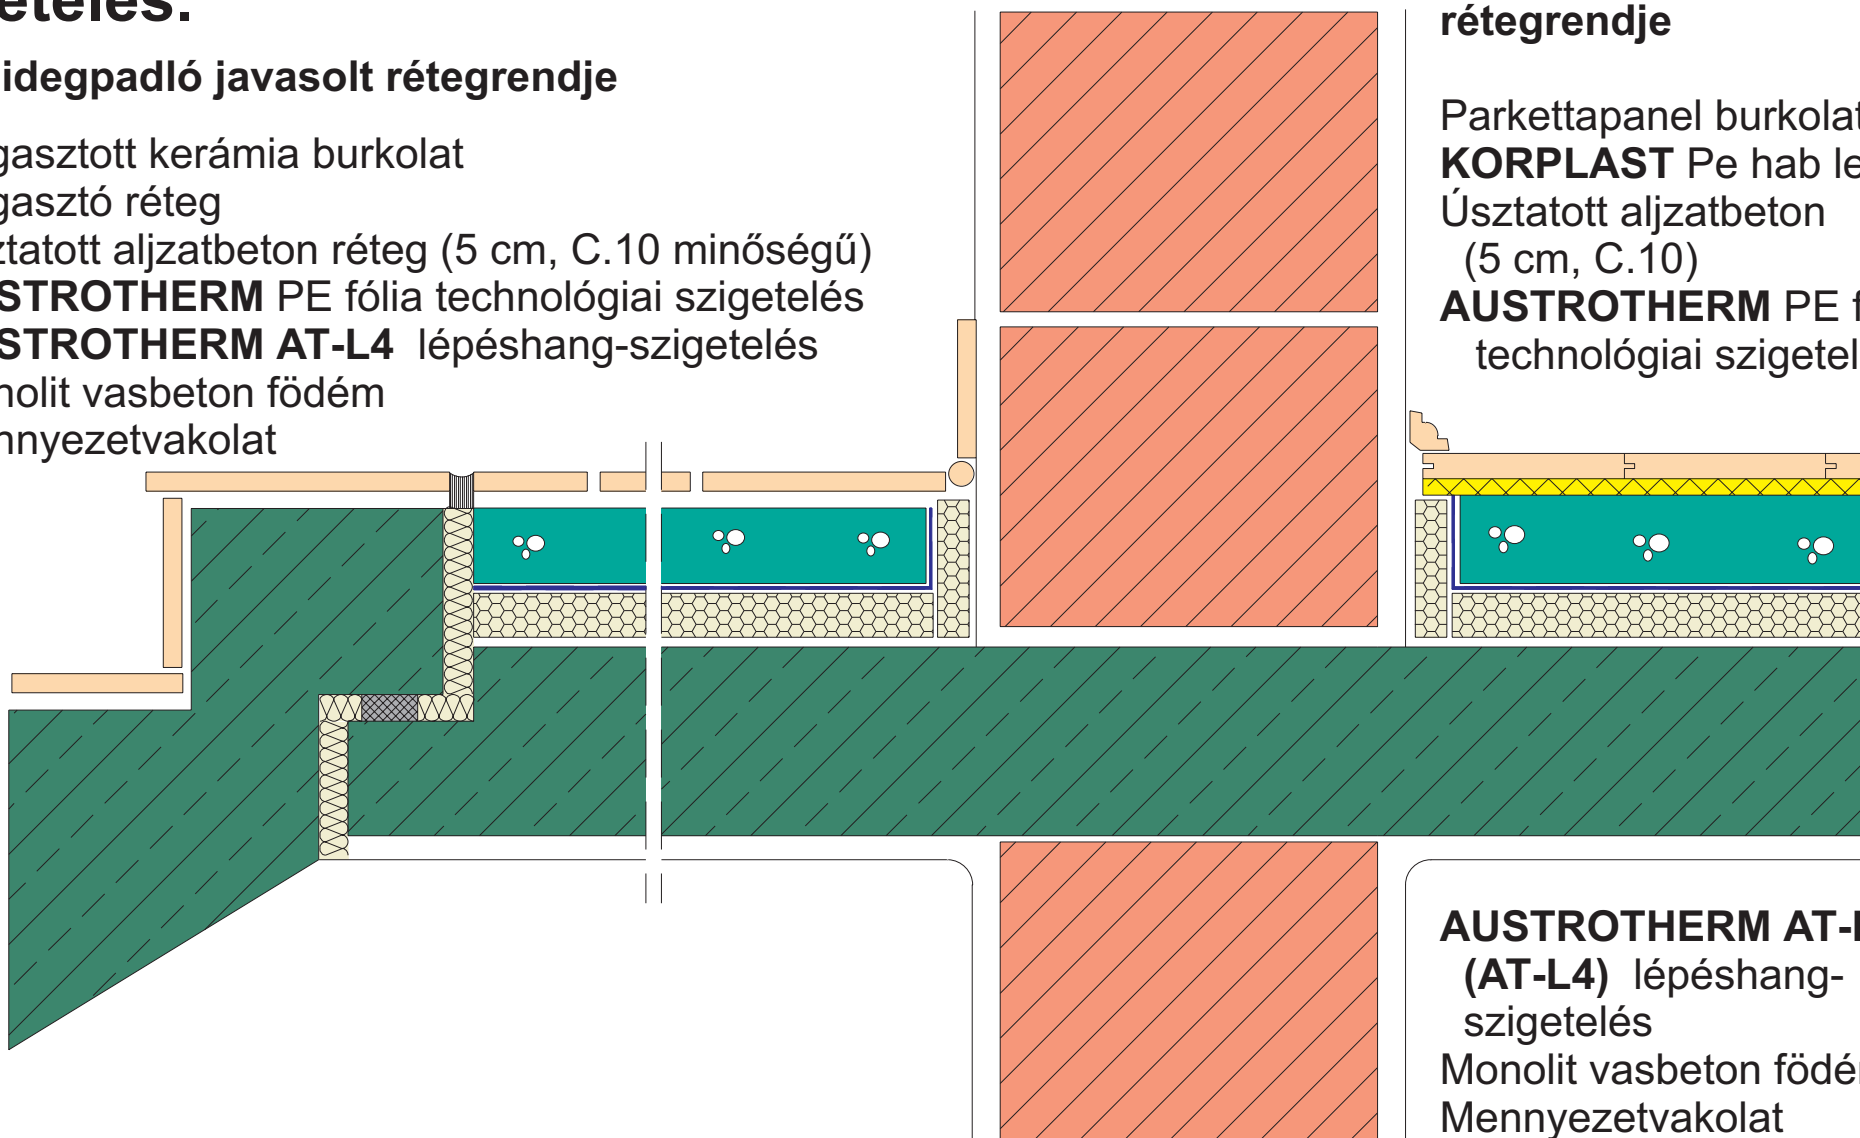 etelés:
idegpadló javasolt rétegrendje
gasztott kerámia burkolat
gasztó réteg
ztatott aljzatbeton réteg (5 cm, C.10 minőségű)
STROTHERM PE fólia technológiai szigetelés
STROTHERM AT-L4 lépéshang-szigetelés
nolit vasbeton födém
nnyezetvakolat
rétegrendje
Parkettapanel burkolat
KORPLAST Pe hab le
Úsztatott aljzatbeton
(5 cm, C.10)
AUSTROTHERM PE f
technológiai szigetel
AUSTROTHERM AT-
(AT-L4) lépéshang-
szigetelés
Monolit vasbeton födé
Mennyezetvakolat